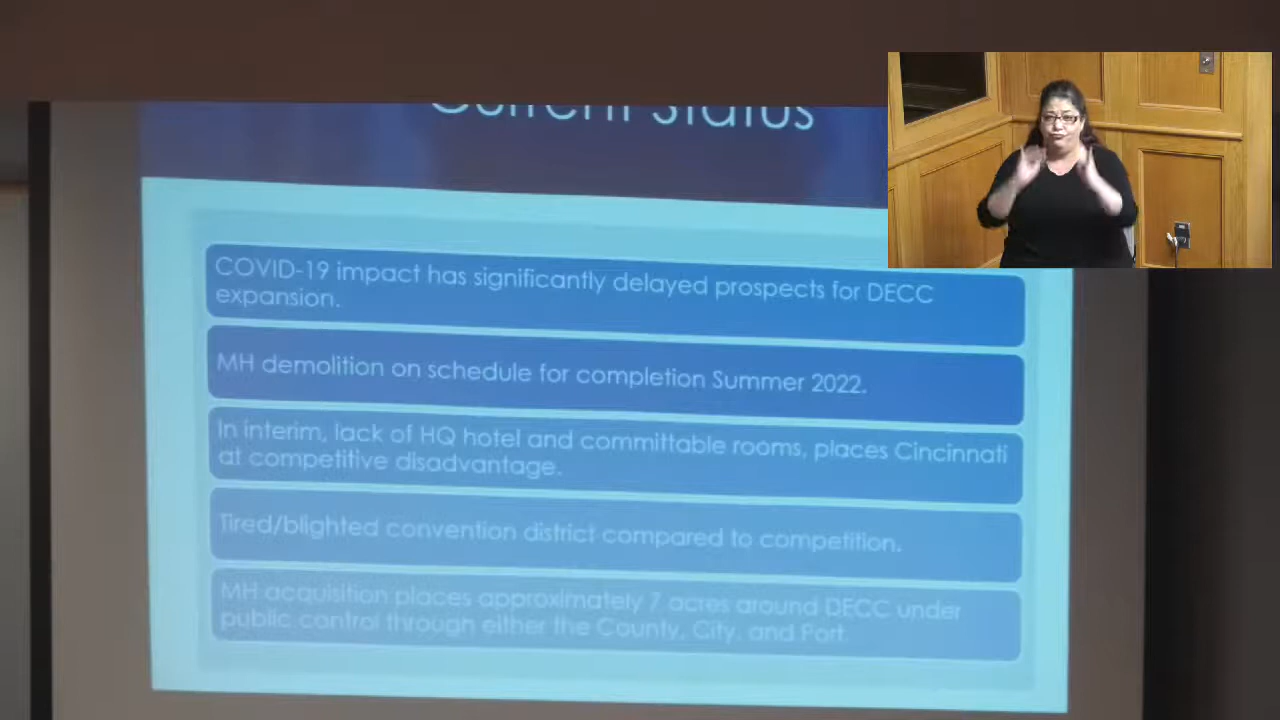 Current Status
COVID-19 impact has significantly delayed prospects for DECC
expansion.
MH demolition on schedule for completion Summer 2022.
In interim, lack of HQ hotel and committable rooms, places Cincinnati
at competitive disadvantage.
Tired/blighted convention district compared to competition.
MH acquisition places approximately 7 acres around DECC under
public control through either the County, City, and Port.